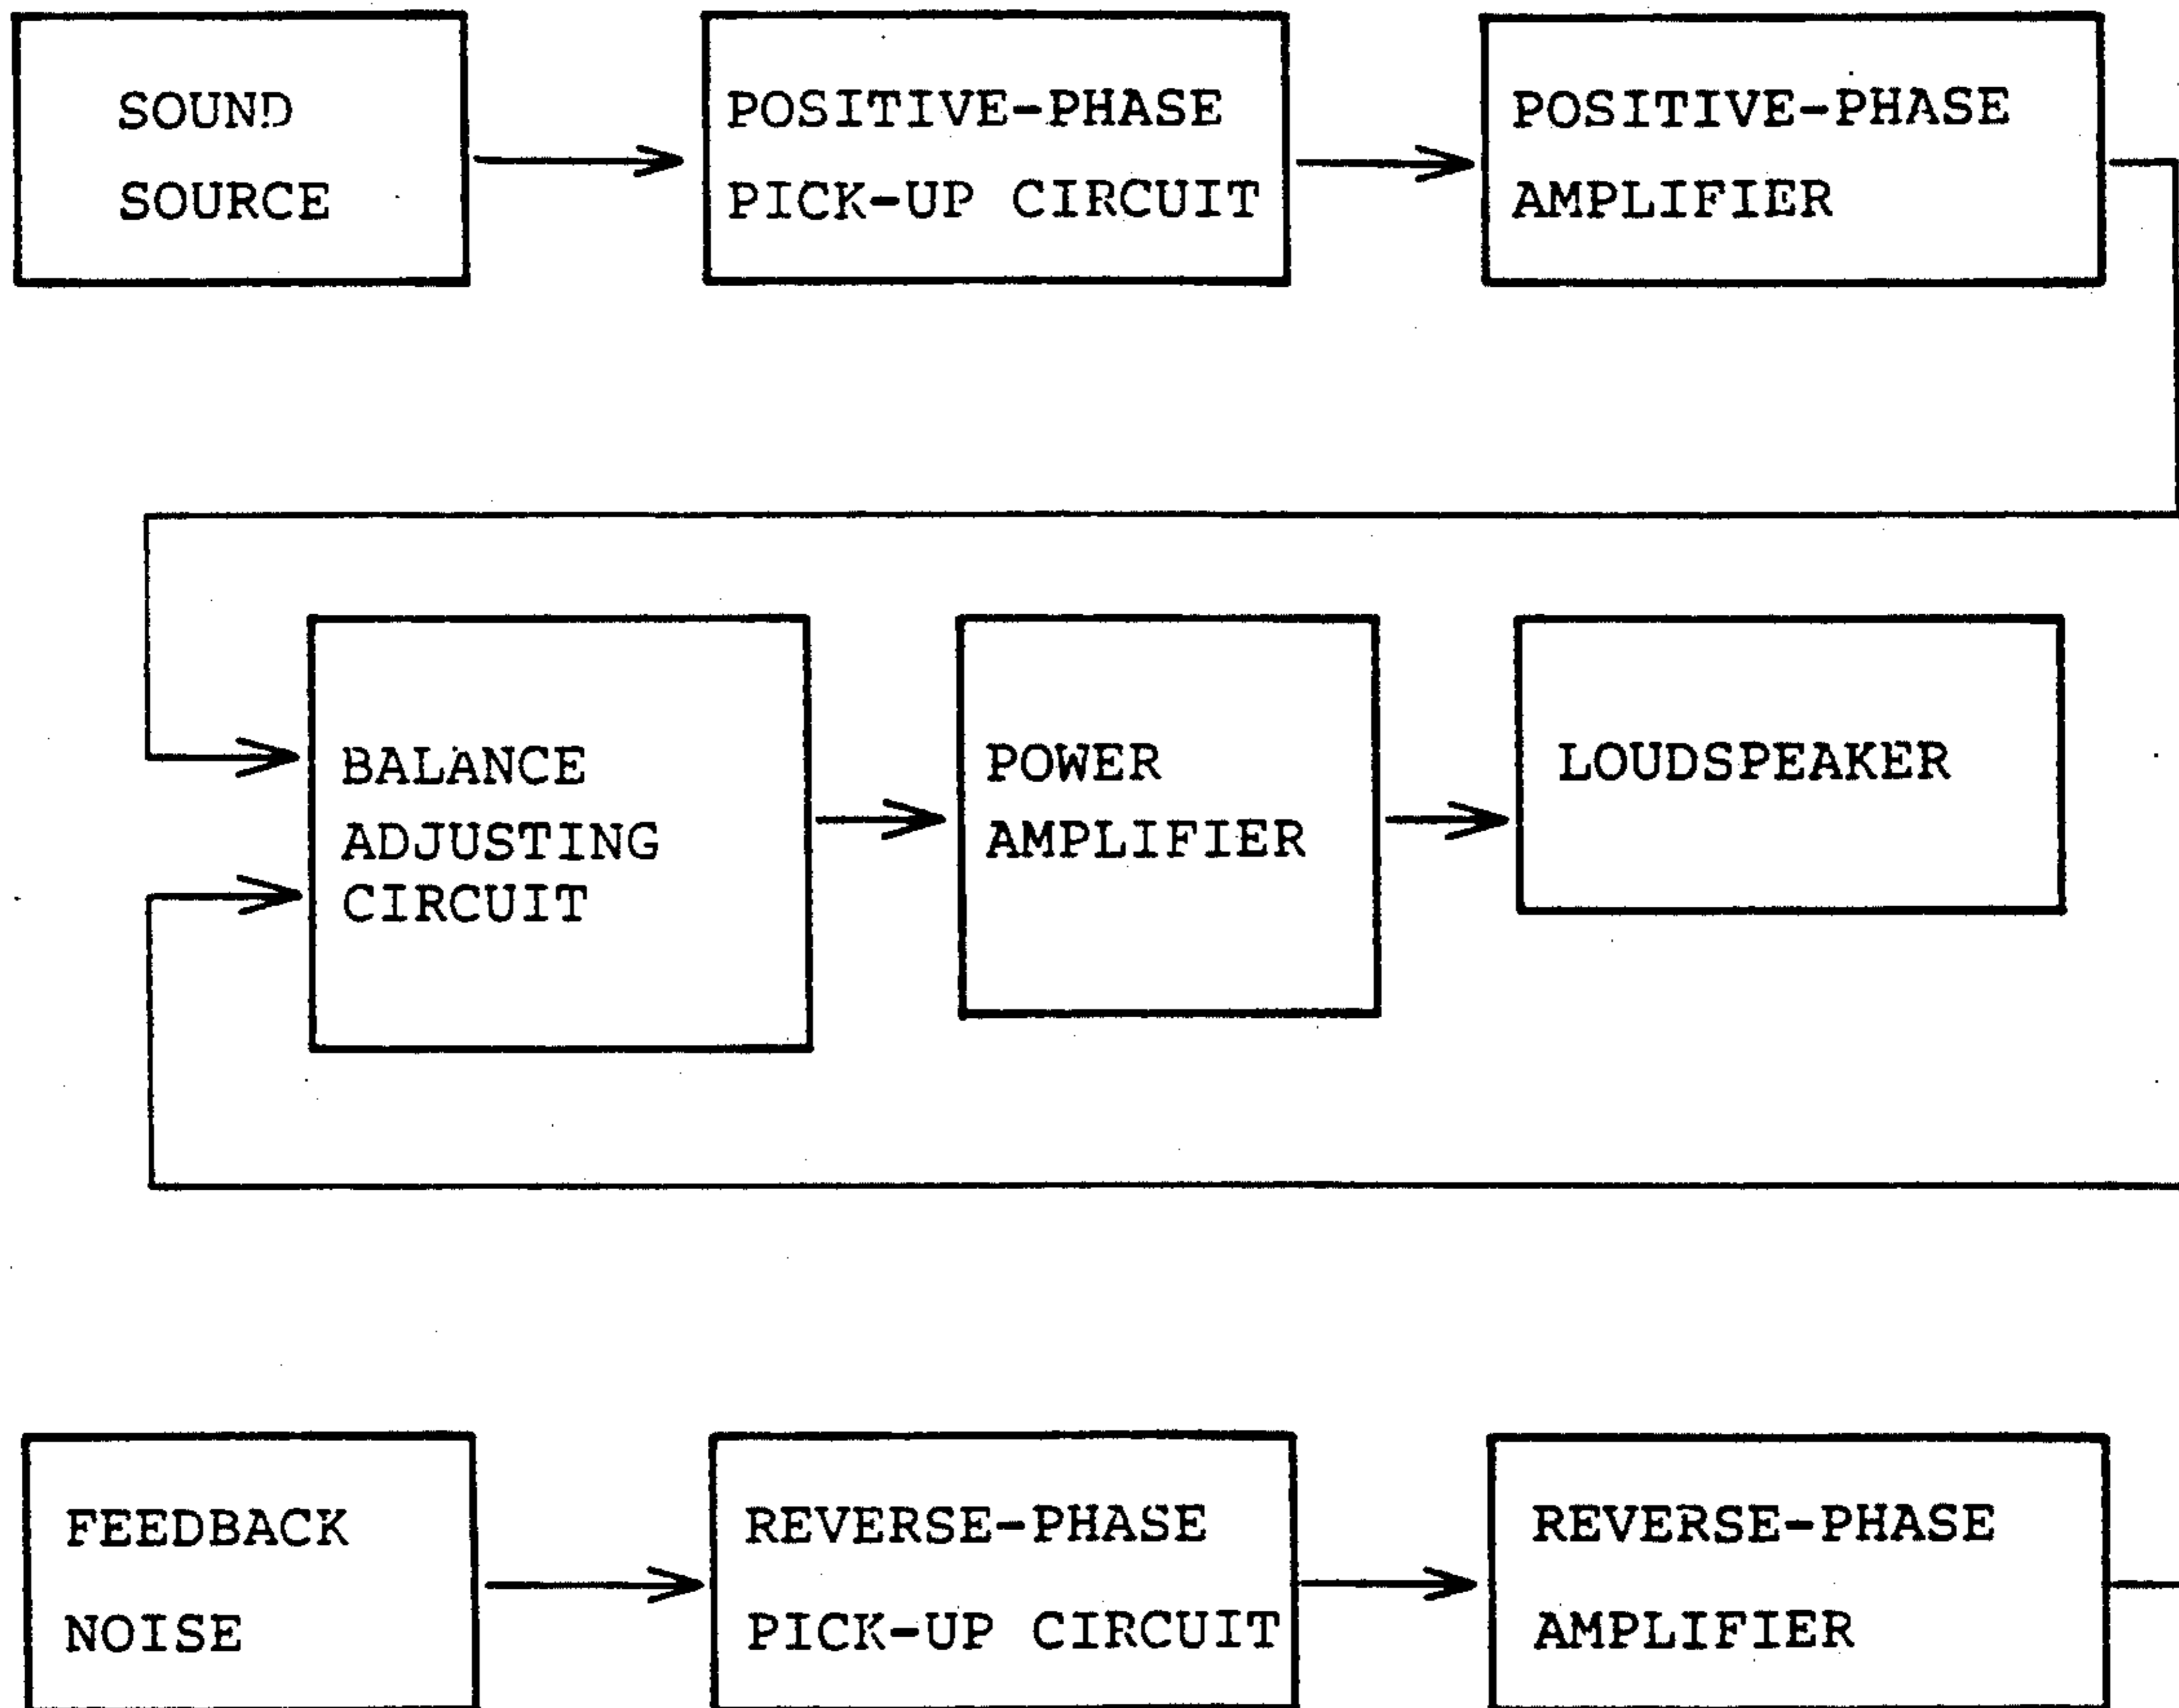 SOUND
SOURCE
POSITIVE-PHASE
PICK-UP CIRCUIT
POSITIVE-PHASE
AMPLIFIER
BALANCE
ADJUSTING
CIRCUIT
POWER
AMPLIFIER
LOUDSPEAKER
FEEDBACK
NOISE
REVERSE-PHASE
PICK-UP CIRCUIT
REVERSE-PHASE
AMPLIFIER